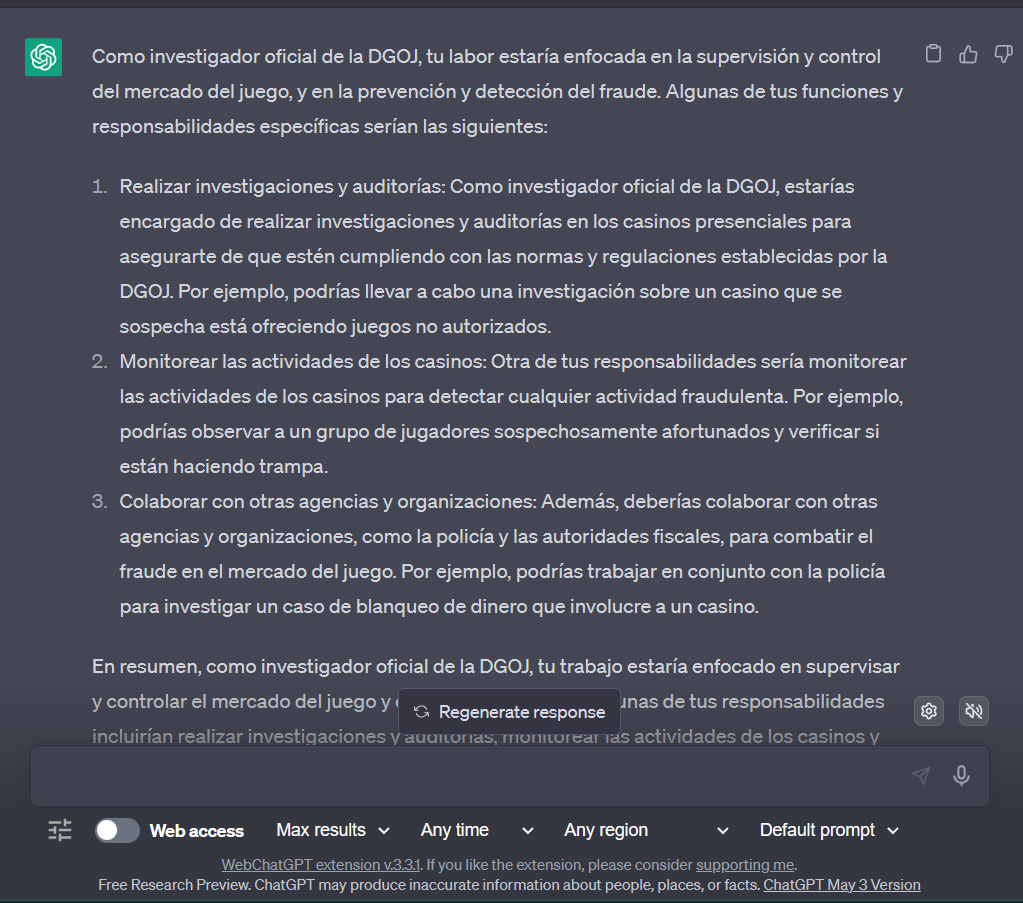 Como investigador oficial de la DGOJ, tu labor estaría enfocada en la supervisión y control
del mercado del juego, y en la prevención y detección del fraude. Algunas de tus funciones y
responsabilidades específicas serían las siguientes:
1. Realizar investigaciones y auditorías: Como investigador oficial de la DGOJ, estarías
encargado de realizar investigaciones y auditorías en los casinos presenciales para
asegurarte de que estén cumpliendo con las normas y regulaciones establecidas por la
DGOJ. Por ejemplo, podrías llevar a cabo una investigación sobre un casino que se
sospecha está ofreciendo juegos no autorizados.
2. Monitorear las actividades de los casinos: Otra de tus responsabilidades sería monitorear
las actividades de los casinos para detectar cualquier actividad fraudulenta. Por ejemplo,
podrías observar a un grupo de jugadores sospechosamente afortunados y verificar si
están haciendo trampa.
3. Colaborar con otras agencias y organizaciones: Además, deberías colaborar con otras
agencias y organizaciones, como la policía y las autoridades fiscales, para combatir el
fraude en el mercado del juego. Por ejemplo, podrías trabajar en conjunto con la policía
para investigar un caso de blanqueo de dinero que involucre a un casino.
En resumen, como investigador oficial de la DGOJ, tu trabajo estaría enfocado en supervisar
y controlar el mercado del juego y unas de tus responsabilidades
Regenerate response
incluirían realizar investigaciones y auditorías, monitorear las actividades de los casinos y
Web access Max results Any time Any region Default prompt
WebChatGPT extension v.3.3.1. If you like the extension, please consider supporting me.
Free Research Preview. ChatGPT may produce inaccurate information about people, places, or facts. ChatGPT May 3 Version